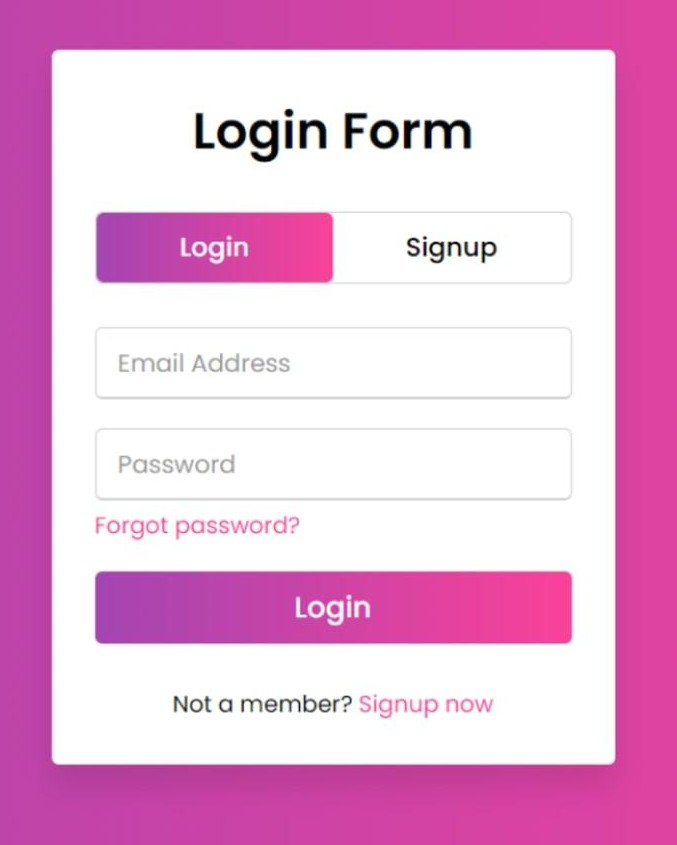 Login Form
Login Signup
Email Address
Password
Forgot password?
Login
Not a member? Signup now